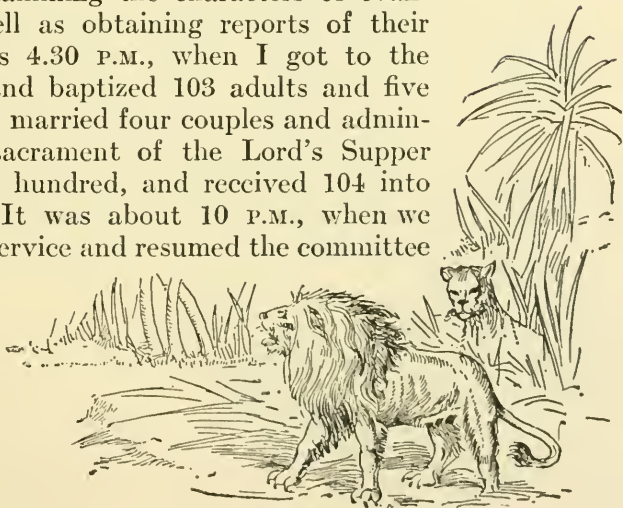 ell as obtaining reports of their
s 4.30 P.M., when I got to the
nd baptized 103 adults and five
married four couples and admin-
sacrament of the Lord's Supper
hundred, and received 104 into
It was about 10 P.M., when we
ervice and resumed the committee